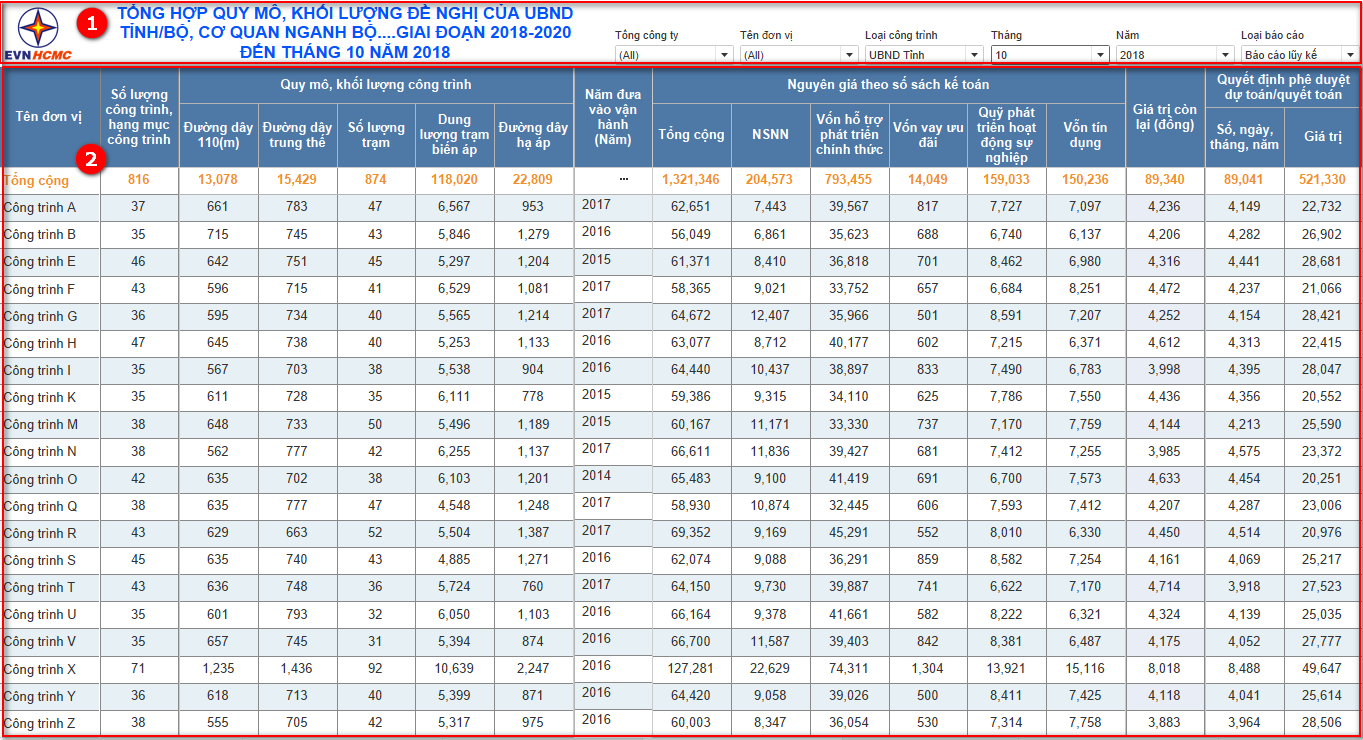 EVNHCMC
1
TỔNG HỢP QUY MÔ, KHỐI LƯỢNG ĐỀ NGHỊ CỦA UBND
TỈNH/BỘ, CƠ QUAN NGANH BỘ....GIAI ĐOẠN 2018-2020
ĐẾN THÁNG 10 NĂM 2018
Tổng công ty Tên đơn vị Loại công trình Tháng Năm Loại báo cáo
(All) (All) UBND Tỉnh 10 2018 Báo cáo lũy kế
Tên đơn vị
2
Số lượng
công trình,
hạng mục
công trình
Quy mô, khối lượng công trình
Đường dây
110(m)
Đường dây
trung thế
Số lượng
trạm
Dung
lượng trạm
biến áp
Đường dây
hạ áp
Năm đưa
vào vận
hành
(Năm)
Nguyên giá theo sổ sách kế toán
Tổng cộng
NSNN
Vốn hỗ trợ
phát triển
chính thức
Vốn vay ưu
đãi
Quỹ phát
triển hoạt
động sự
nghiệp
Vỗn tín
dụng
Giá trị còn
lại (đồng)
Quyết định phê duyệt
dự toán/quyết toán
Số, ngày,
tháng, năm
Giá trị
Tổng cộng 816 13,078 15,429 874 118,020 22,809 ... 1,321,346 204,573 793,455 14,049 159,033 150,236 89,340 89,041 521,330
Công trình A 37 661 783 47 6,567 953 2017 62,651 7,443 39,567 817 7,727 7,097 4,236 4,149 22,732
Công trình B 35 715 745 43 5,846 1,279 2016 56,049 6,861 35,623 688 6,740 6,137 4,206 4,282 26,902
Công trình E 46 642 751 45 5,297 1,204 2015 61,371 8,410 36,818 701 8,462 6,980 4,316 4,441 28,681
Công trình F 43 596 715 41 6,529 1,081 2017 58,365 9,021 33,752 657 6,684 8,251 4,472 4,237 21,066
Công trình G 36 595 734 40 5,565 1,214 2017 64,672 12,407 35,966 501 8,591 7,207 4,252 4,154 28,421
Công trình H 47 645 738 40 5,253 1,133 2016 63,077 8,712 40,177 602 7,215 6,371 4,612 4,313 22,415
Công trình I 35 567 703 38 5,538 904 2016 64,440 10,437 38,897 833 7,490 6,783 3,998 4,395 28,047
Công trình K 35 611 728 35 6,111 778 2015 59,386 9,315 34,110 625 7,786 7,550 4,436 4,356 20,552
Công trình M 38 648 733 50 5,496 1,189 2015 60,167 11,171 33,330 737 7,170 7,759 4,144 4,213 25,590
Công trình N 38 562 777 42 6,255 1,137 2017 66,611 11,836 39,427 681 7,412 7,255 3,985 4,575 23,372
Công trình O 42 635 702 38 6,103 1,201 2014 65,483 9,100 41,419 691 6,700 7,573 4,633 4,454 20,251
Công trình Q 38 635 777 47 4,548 1,248 2017 58,930 10,874 32,445 606 7,593 7,412 4,207 4,287 23,006
Công trình R 43 629 663 52 5,504 1,387 2017 69,352 9,169 45,291 552 8,010 6,330 4,450 4,514 20,976
Công trình S 45 635 740 43 4,885 1,271 2016 62,074 9,088 36,291 859 8,582 7,254 4,161 4,069 25,217
Công trình T 43 636 748 36 5,724 760 2017 64,150 9,730 39,887 741 6,622 7,170 4,714 3,918 27,523
Công trình U 35 601 793 32 6,050 1,103 2016 66,164 9,378 41,661 582 8,222 6,321 4,324 4,139 25,035
Công trình V 35 657 745 31 5,394 874 2016 66,700 11,587 39,403 842 8,381 6,487 4,175 4,052 27,777
Công trình X 71 1,235 1,436 92 10,639 2,247 2016 127,281 22,629 74,311 1,304 13,921 15,116 8,018 8,488 49,647
Công trình Y 36 618 713 40 5,399 871 2016 64,420 9,058 39,026 500 8,411 7,425 4,118 4,041 25,614
Công trình Z 38 555 705 42 5,317 975 2016 60,003 8,347 36,054 530 7,314 7,758 3,883 3,964 28,506